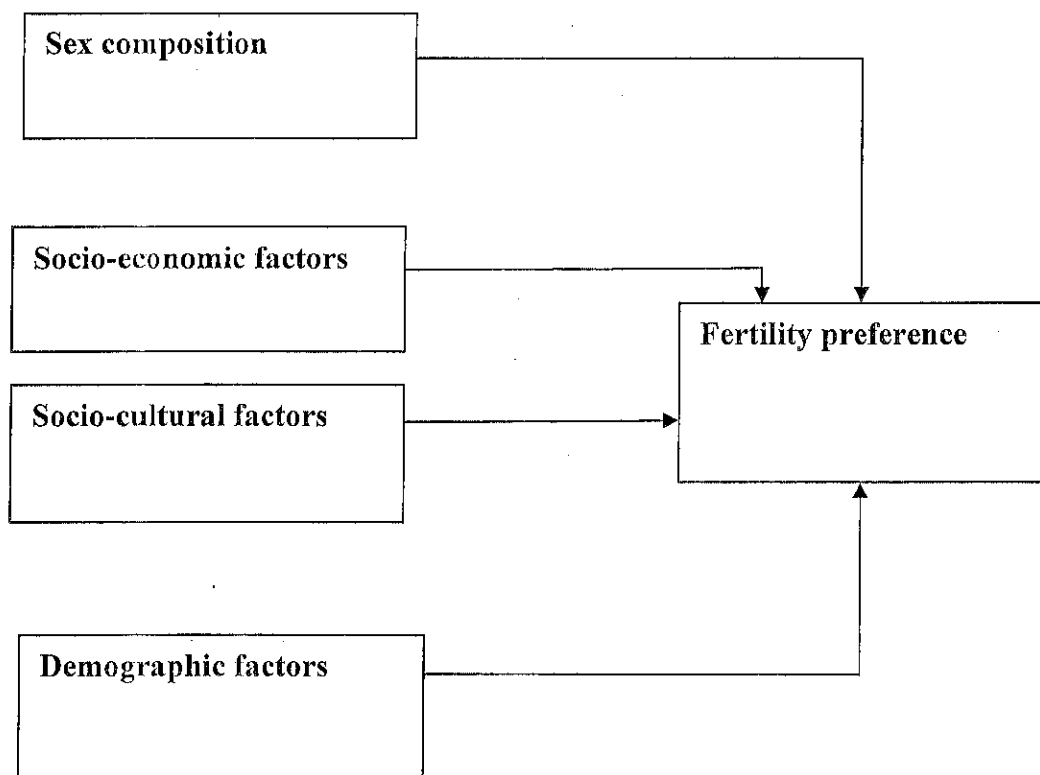 Sex composition
Socio-economic factors
Fertility preference
Socio-cultural factors
Demographic factors